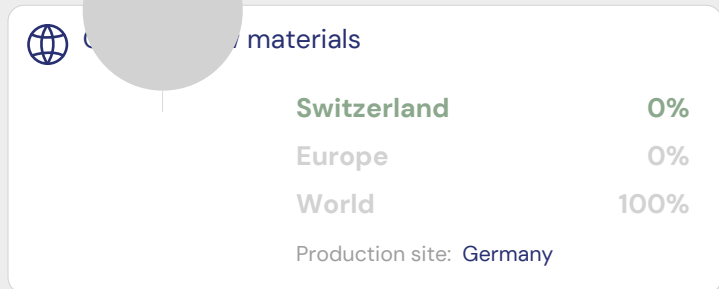 materials
Switzerland 0%
Europe 0%
World 100%
Production site: Germany